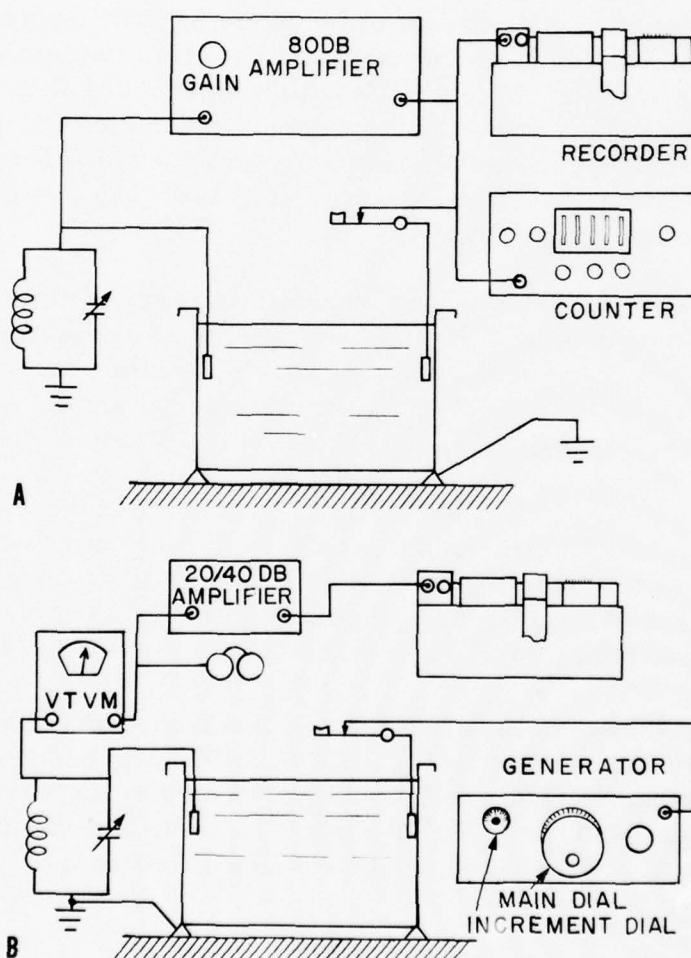 80DB
AMPLIFIER
GAIN
RECORDER
COUNTER
A
20/40 DB
AMPLIFIER
VTVM
GENERATOR
MAIN DIAL
INCREMENT DIAL
B